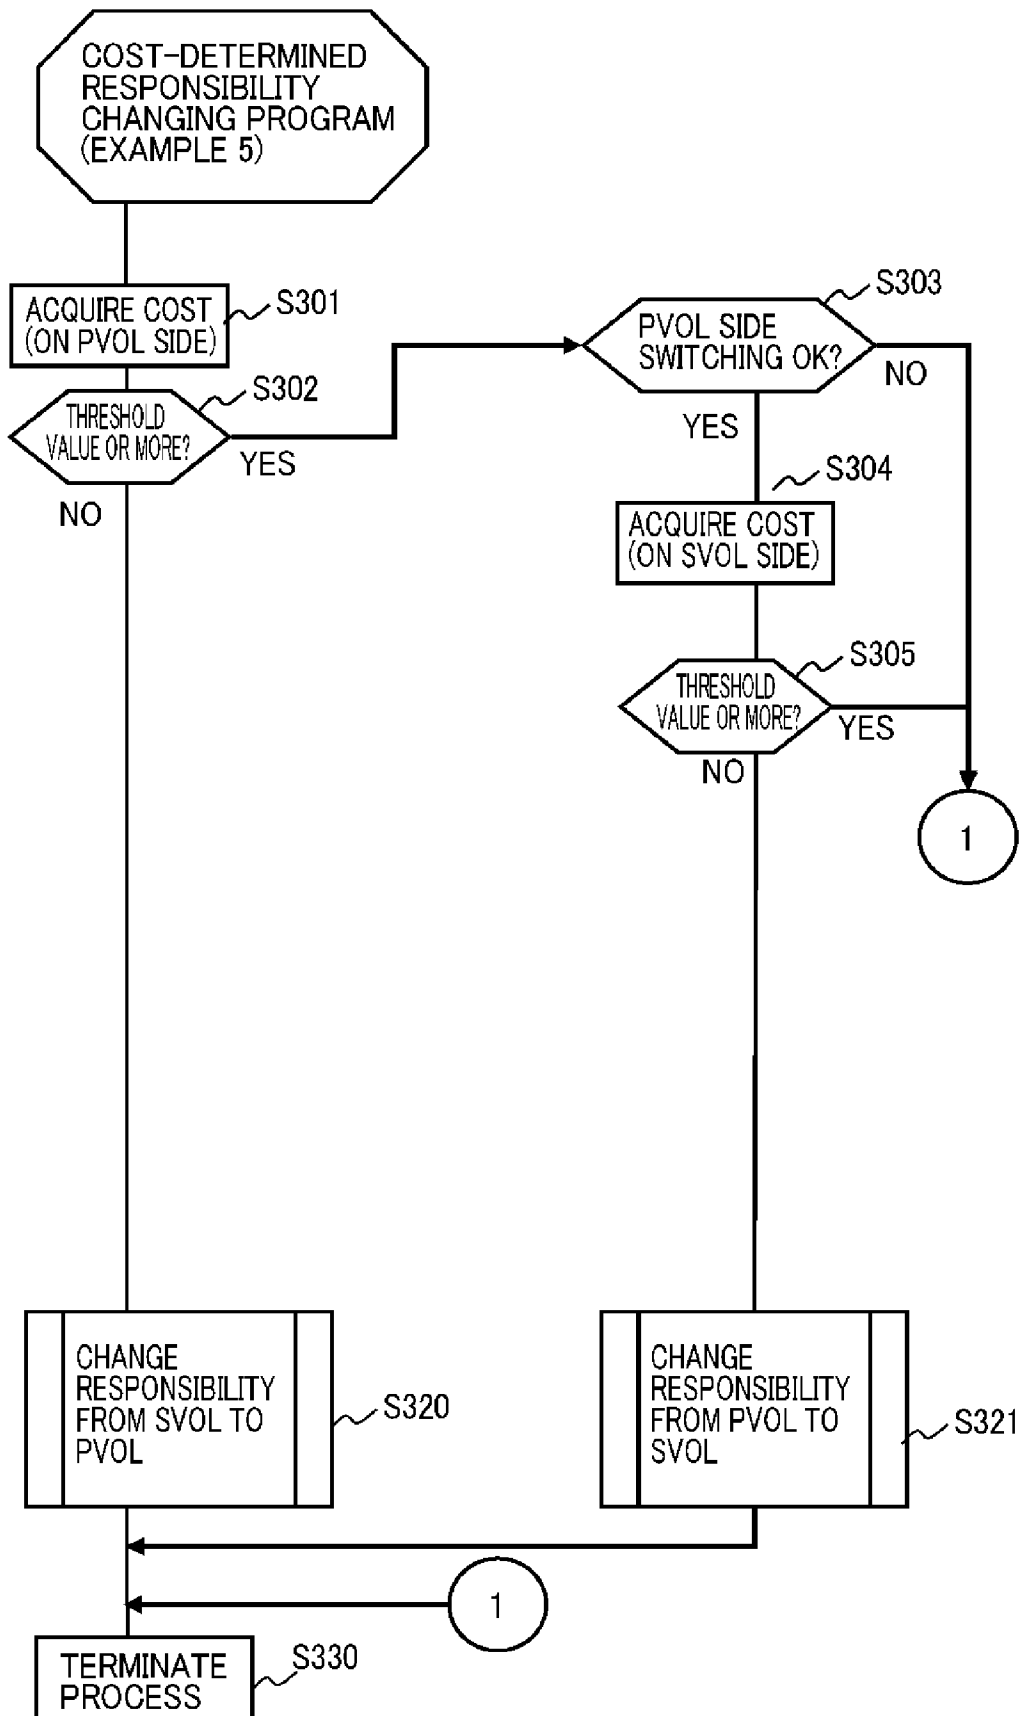 COST-DETERMINED
RESPONSIBILITY
CHANGING PROGRAM
(EXAMPLE 5)
ACQUIRE COST
(ON PVOL SIDE)
S301
THRESHOLD
VALUE OR MORE?
S302
YES
NO
PVOL SIDE
SWITCHING OK?
S303
NO
YES
S304
ACQUIRE COST
(ON SVOL SIDE)
S305
THRESHOLD
VALUE OR MORE?
YES
NO
1
CHANGE
RESPONSIBILITY
FROM SVOL TO
PVOL
S320
CHANGE
RESPONSIBILITY
FROM PVOL TO
SVOL
S321
1
TERMINATE
PROCESS
S330